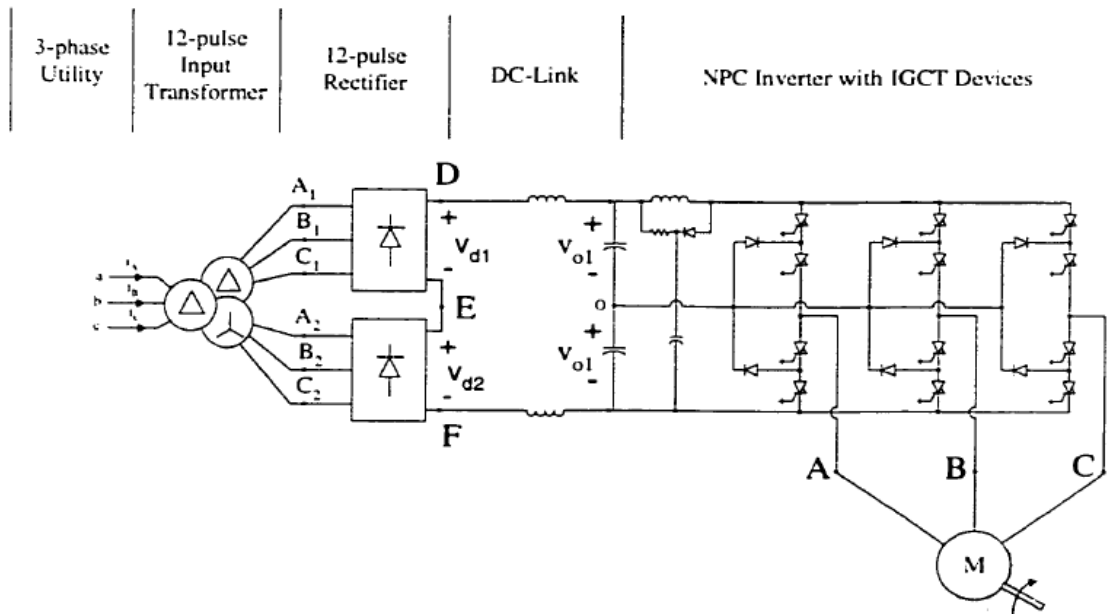 3-phase
Utility
12-pulse
Input
Transformer
12-pulse
Rectifier
DC-Link
NPC Inverter with IGCT Devices
D
A1
B1
C1
+
Vd1
-
+
Vo1
-
a
b
c
E
o
A2
B2
C2
+
Vd2
-
+
Vo1
-
F
A
B
C
M